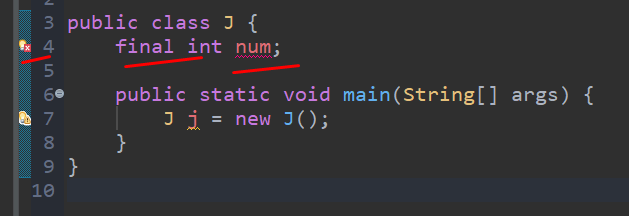 3 public class J {
4 final int num;
5
6 public static void main(String[] args) {
7 J j = new J();
8 }
9 }
10